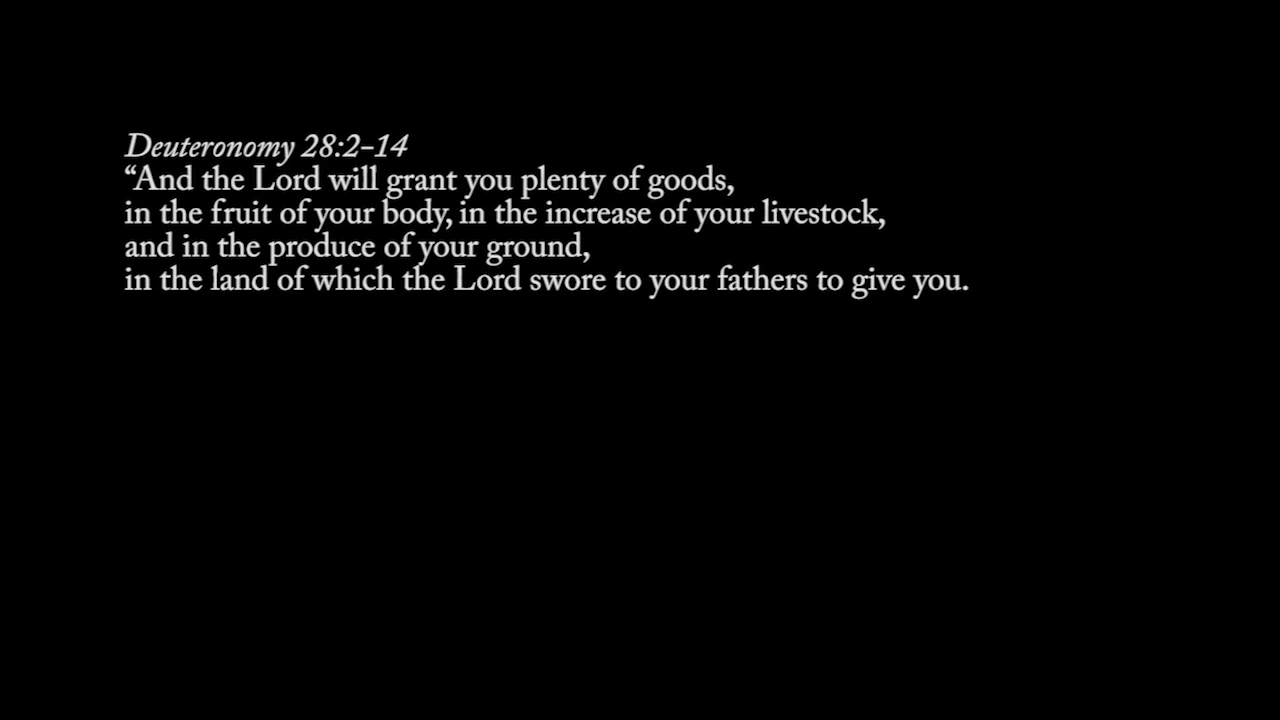 Deuteronomy 28:2–14
“And the Lord will grant you plenty of goods,
in the fruit of your body, in the increase of your livestock,
and in the produce of your ground,
in the land of which the Lord swore to your fathers to give you.